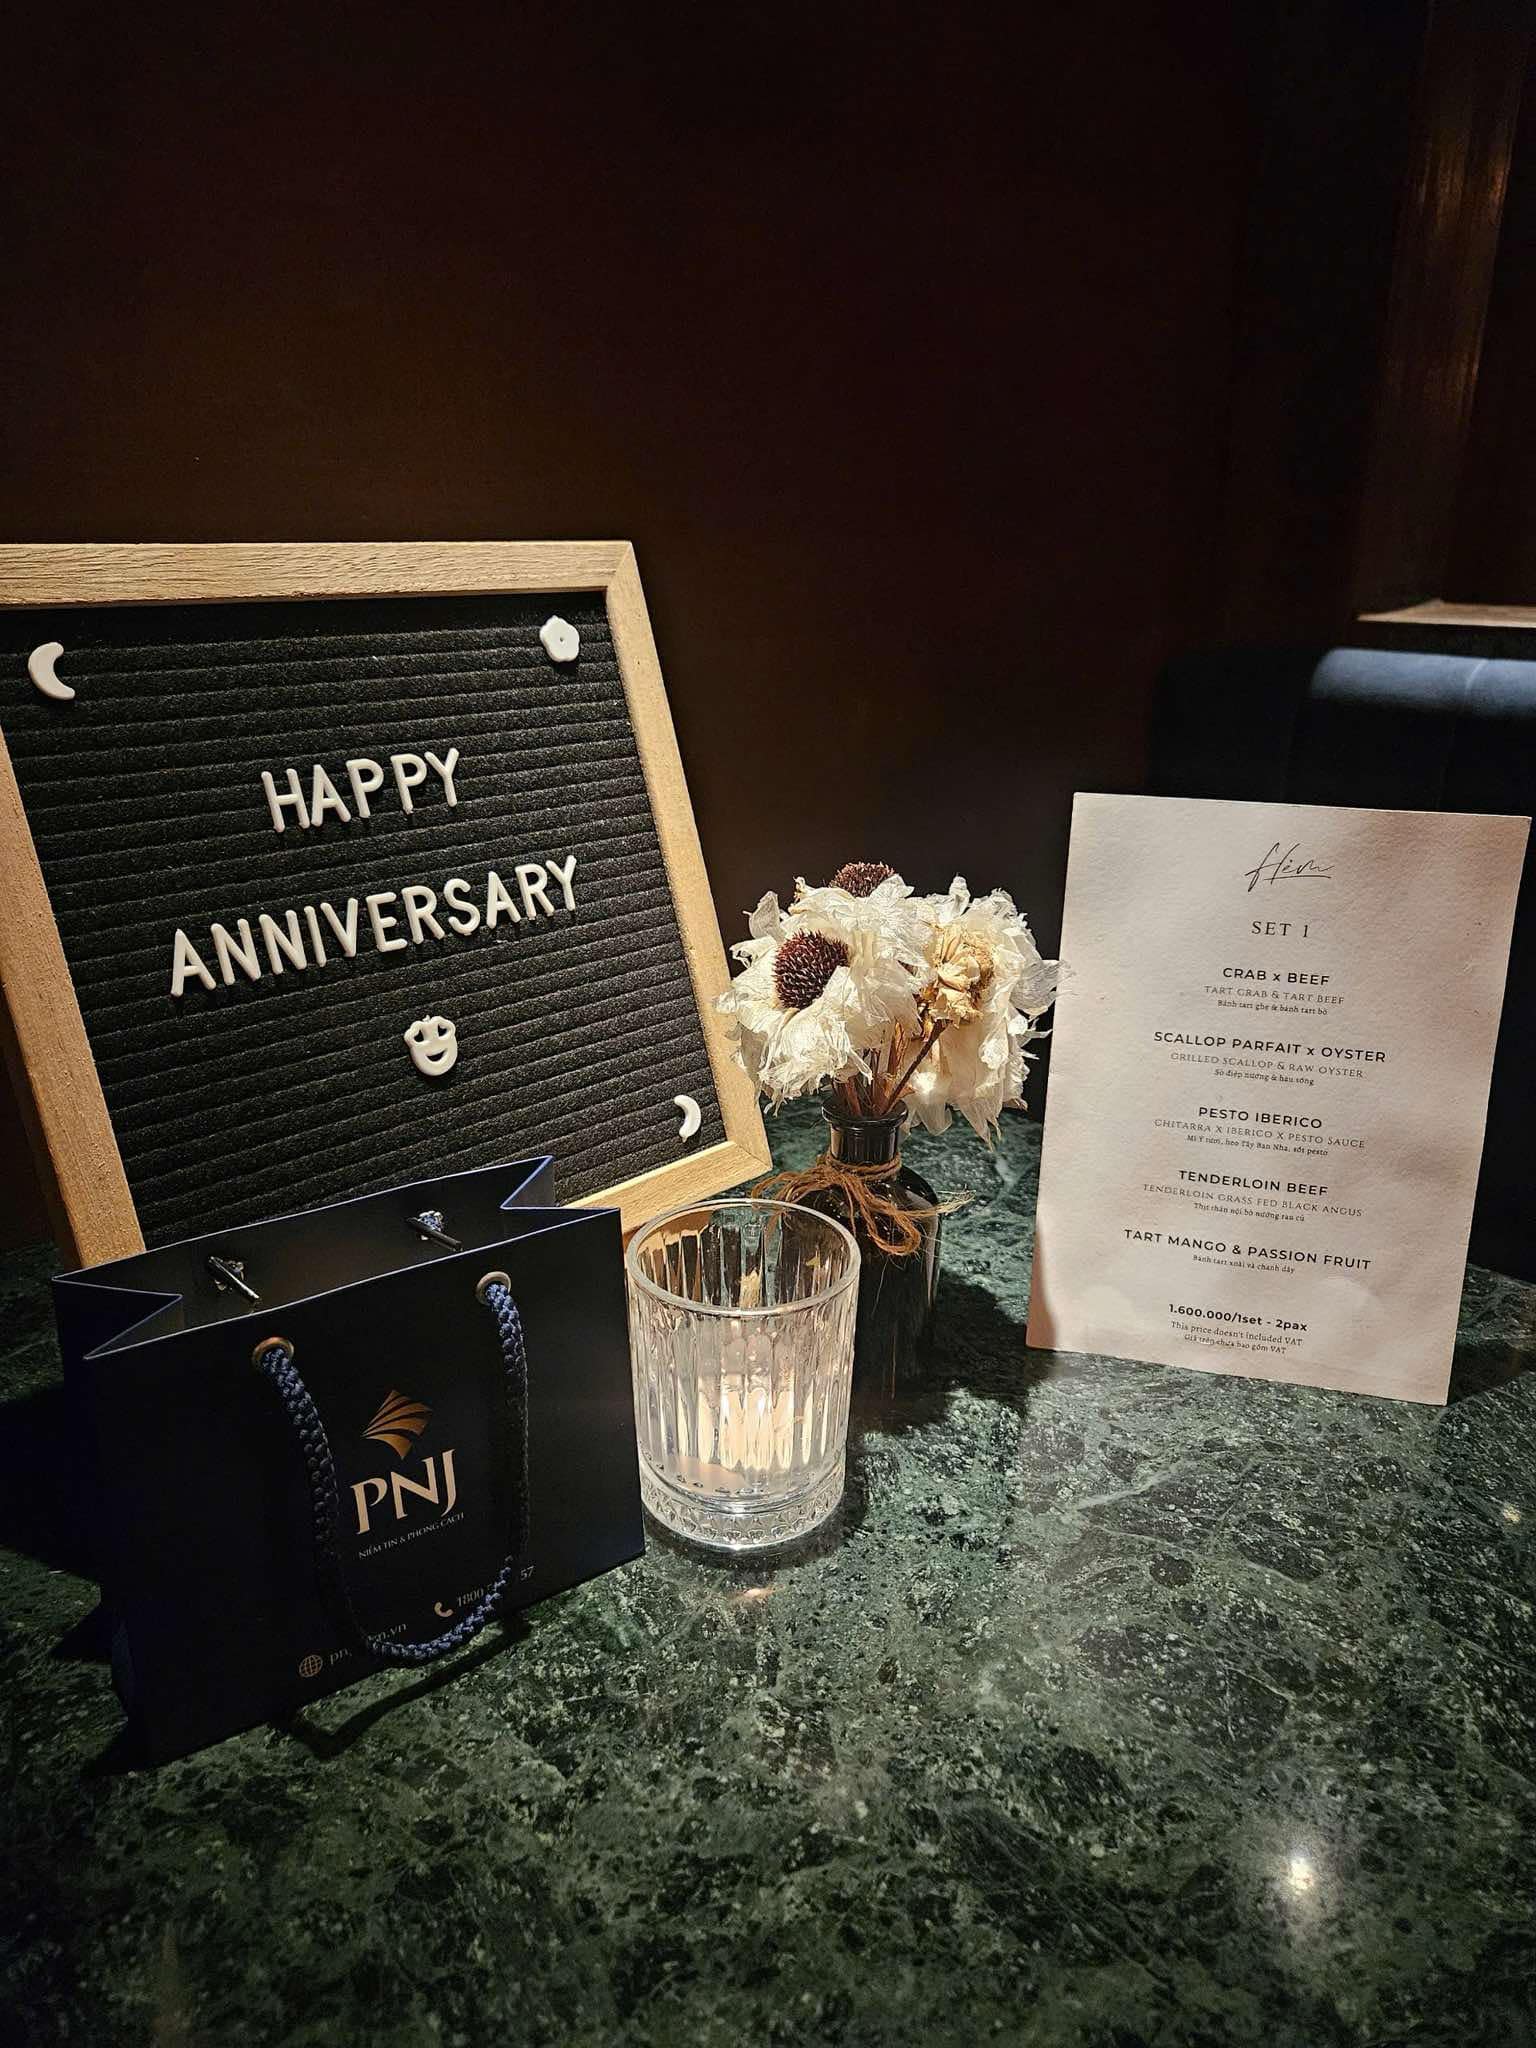 HAPPY
ANNIVERSARY
PNJ
NIỀM TIN & PHONG CÁCH
1800 57
Hẻm
SET 1
CRAB x BEEF
TART CRAB & TART BEEF
Bánh tart ghẹ & bánh tart bò
SCALLOP PARFAIT x OYSTER
GRILLED SCALLOP & RAW OYSTER
Sò điệp nướng & hàu sống
PESTO IBERICO
CHITARRA X IBERICO X PESTO SAUCE
Mì Ý tươi, heo Tây Ban Nha, sốt pesto
TENDERLOIN BEEF
TENDERLOIN GRASS FED BLACK ANGUS
Thịt thăn nội bò nướng rau củ
TART MANGO & PASSION FRUIT
Bánh tart xoài và chanh dây
1.600.000/1set - 2pax
This price doesn't included VAT
Giá trên chưa bao gồm VAT